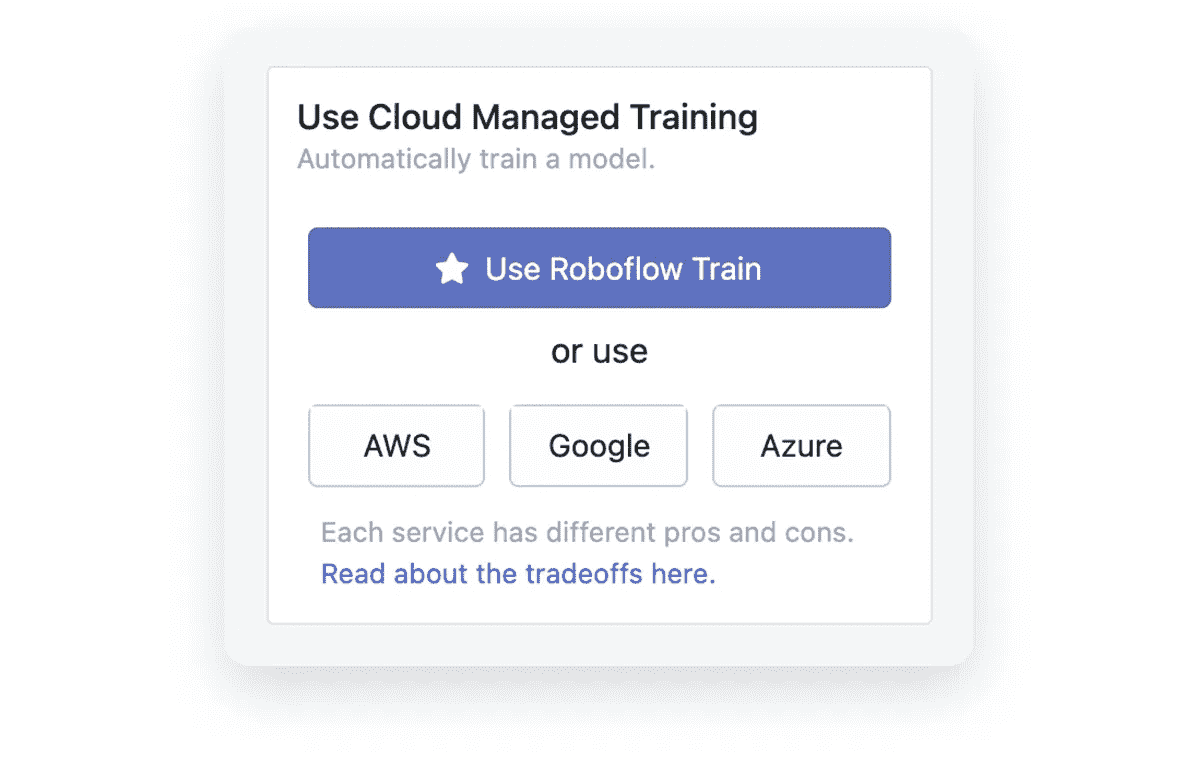 Use Cloud Managed Training
Automatically train a model.
Use Roboflow Train
or use
AWS Google Azure
Each service has different pros and cons.
Read about the tradeoffs here.